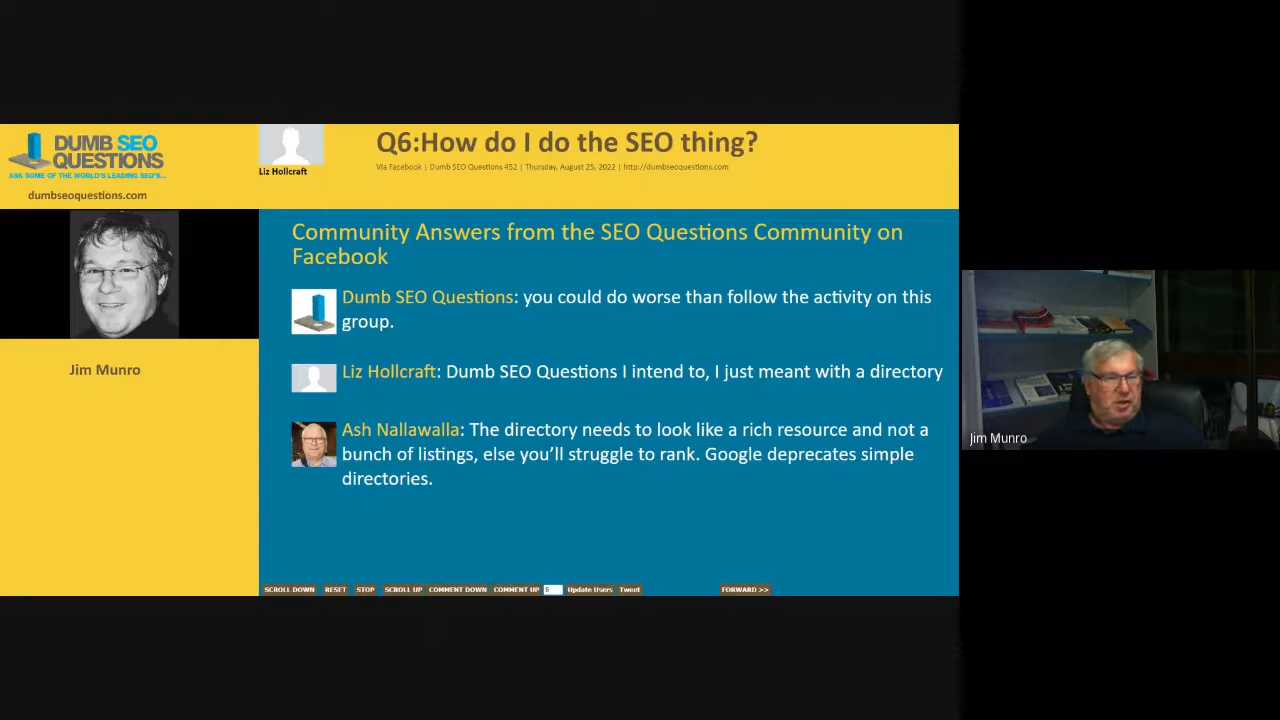 DUMB SEO
QUESTIONS
ASK SOME OF THE WORLD'S LEADING SEO'S...
dumbseoquestions.com
Liz Hollcraft
Q6:How do I do the SEO thing?
Via Facebook | Dumb SEO Questions 452 | Thursday, August 25, 2022 | http://dumbseoquestions.com
Jim Munro
Community Answers from the SEO Questions Community on
Facebook
Dumb SEO Questions: you could do worse than follow the activity on this
group.
Liz Hollcraft: Dumb SEO Questions I intend to, I just meant with a directory
Ash Nallawalla: The directory needs to look like a rich resource and not a
bunch of listings, else you’ll struggle to rank. Google deprecates simple
directories.
SCROLL DOWN RESET STOP SCROLL UP COMMENT DOWN COMMENT UP 6 Update Users Tweet FORWARD >>
Jim Munro